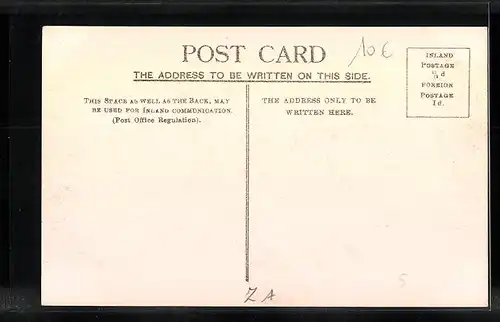 POST CARD
10 €
THE ADDRESS TO BE WRITTEN ON THIS SIDE.
THIS SPACE AS WELL AS THE BACK, MAY
BE USED FOR INLAND COMMUNICATION.
(Post Office Regulation).
THE ADDRESS ONLY TO BE
WRITTEN HERE.
INLAND
POSTAGE
½d
FOREIGN
POSTAGE
1d.
ZA
5